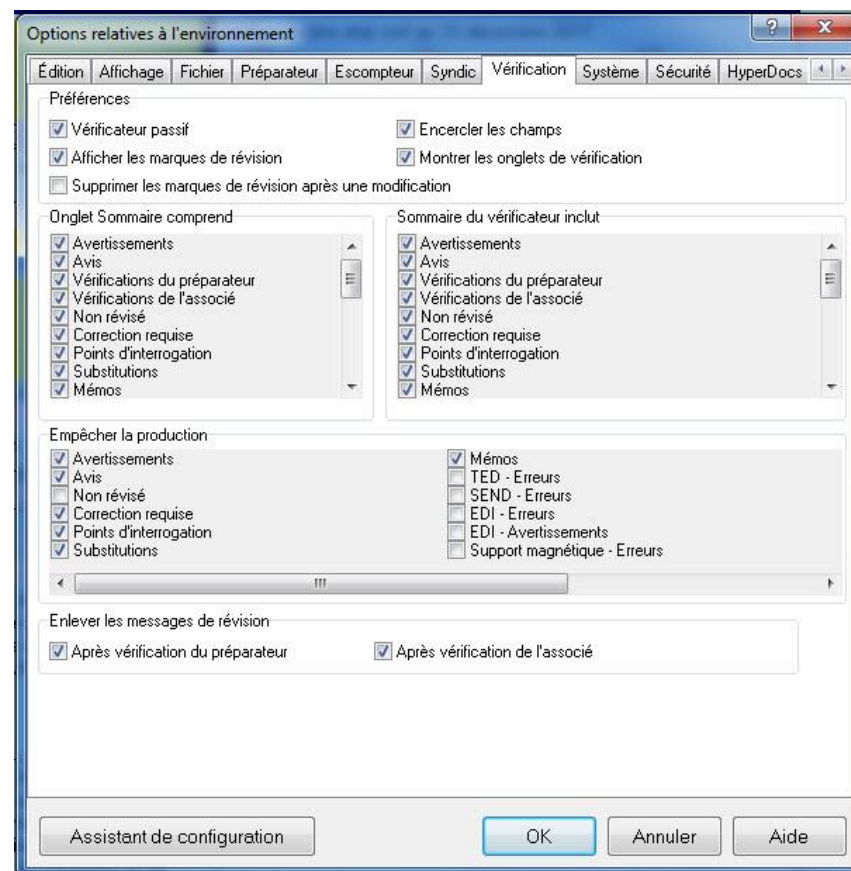 Options relatives à l'environnement
Édition Affichage Fichier Préparateur Escompteur Syndic Vérification Système Sécurité HyperDocs
Préférences
Vérificateur passif Encercler les champs
Afficher les marques de révision Montrer les onglets de vérification
Supprimer les marques de révision après une modification
Onglet Sommaire comprend
Avertissements
Avis
Vérifications du préparateur
Vérifications de l'associé
Non révisé
Correction requise
Points d'interrogation
Substitutions
Mémos
Sommaire du vérificateur inclut
Avertissements
Avis
Vérifications du préparateur
Vérifications de l'associé
Non révisé
Correction requise
Points d'interrogation
Substitutions
Mémos
Empêcher la production
Avertissements
Avis
Non révisé
Correction requise
Points d'interrogation
Substitutions
Mémos
TED - Erreurs
SEND - Erreurs
EDI - Erreurs
EDI - Avertissements
Support magnétique - Erreurs
Enlever les messages de révision
Après vérification du préparateur Après vérification de l'associé
Assistant de configuration OK Annuler Aide